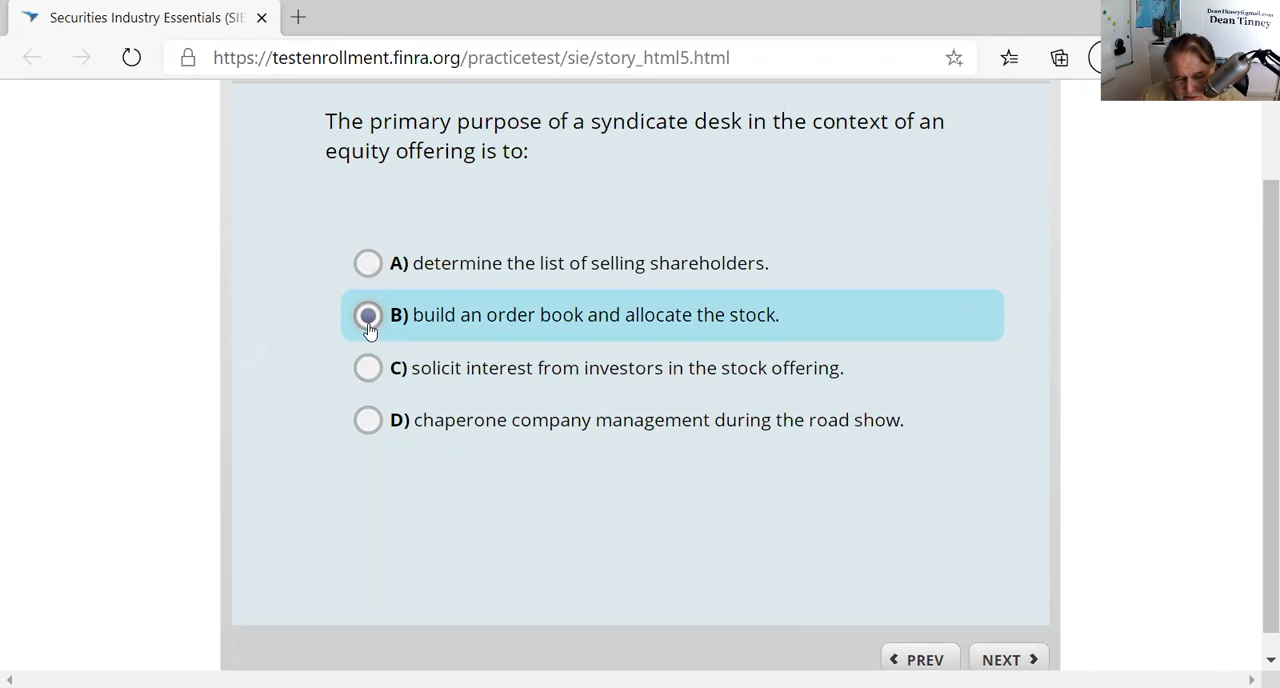 Securities Industry Essentials (SIE
https://testenrollment.finra.org/practicetest/sie/story_html5.html
DeanTinney@gmail.com
Dean Tinney
The primary purpose of a syndicate desk in the context of an
equity offering is to:
A) determine the list of selling shareholders.
B) build an order book and allocate the stock.
C) solicit interest from investors in the stock offering.
D) chaperone company management during the road show.
PREV
NEXT